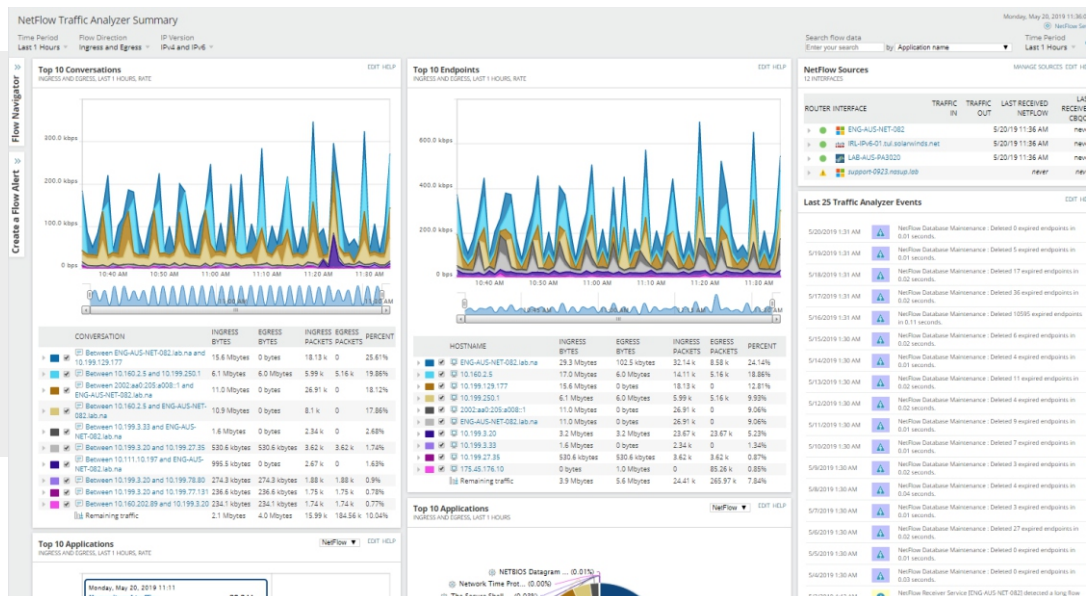 NetFlow Traffic Analyzer Summary
Monday, May 20, 2019 11:36:0
NetFlow Se
Time Period
Flow Direction
IP Version
Last 1 Hours
Ingress and Egress
IPv4 and IPv6
Search flow data
Enter your search
by
Application name
Time Period
Last 1 Hours
Flow Navigator
Create a Flow Alert
Top 10 Conversations
EDIT HELP
INGRESS AND EGRESS, LAST 1 HOURS, RATE
300.0 kbps
200.0 kbps
100.0 kbps
0 bps
10:40 AM 10:50 AM 11:00 AM 11:10 AM 11:20 AM 11:30 AM
CONVERSATION INGRESS BYTES EGRESS BYTES INGRESS PACKETS EGRESS PACKETS PERCENT
Between ENG-AUS-NET-082.lab.na and 10.199.129.177 15.6 Mbytes 0 bytes 18.13 k 0 25.61%
Between 10.160.2.5 and 10.199.250.1 6.1 Mbytes 6.0 Mbytes 5.99 k 5.16 k 19.86%
Between 2002:aa0:205:a008::1 and ENG-AUS-NET-082.lab.na 11.0 Mbytes 0 bytes 26.91 k 0 18.12%
Between 10.160.2.5 and ENG-AUS-NET-082.lab.na 10.9 Mbytes 0 bytes 8.1 k 0 17.86%
Between 10.199.3.33 and ENG-AUS-NET-082.lab.na 1.6 Mbytes 0 bytes 2.34 k 0 2.68%
Between 10.199.3.20 and 10.199.27.35 530.6 kbytes 530.6 kbytes 3.62 k 3.62 k 1.74%
Between 10.111.10.197 and ENG-AUS-NET-082.lab.na 995.5 kbytes 0 bytes 2.67 k 0 1.63%
Between 10.199.3.20 and 10.199.78.80 274.3 kbytes 274.3 kbytes 1.88 k 1.88 k 0.9%
Between 10.199.3.20 and 10.199.77.131 236.6 kbytes 236.6 kbytes 1.75 k 1.75 k 0.78%
Between 10.160.202.89 and 10.199.3.20 234.1 kbytes 234.1 kbytes 1.74 k 1.74 k 0.77%
Remaining traffic 2.1 Mbytes 4.0 Mbytes 15.99 k 184.56 k 10.04%
Top 10 Applications
NetFlow
EDIT HELP
INGRESS AND EGRESS, LAST 1 HOURS, RATE
Monday, May 20, 2019 11:11
Top 10 Endpoints
EDIT HELP
INGRESS AND EGRESS, LAST 1 HOURS, RATE
600.0 kbps
400.0 kbps
200.0 kbps
0 bps
10:40 AM 10:50 AM 11:00 AM 11:10 AM 11:20 AM
HOSTNAME INGRESS BYTES EGRESS BYTES INGRESS PACKETS EGRESS PACKETS PERCENT
ENG-AUS-NET-082.lab.na 29.3 Mbytes 102.5 kbytes 32.14 k 8.58 k 24.14%
10.160.2.5 17.0 Mbytes 6.0 Mbytes 14.11 k 5.16 k 18.86%
10.199.129.177 15.6 Mbytes 0 bytes 18.13 k 0 12.81%
10.199.250.1 6.1 Mbytes 6.0 Mbytes 5.99 k 5.16 k 9.93%
2002:aa0:205:a008::1 11.0 Mbytes 0 bytes 26.91 k 0 9.06%
ENG-AUS-NET-082.lab.na 11.0 Mbytes 0 bytes 26.91 k 0 9.06%
10.199.3.20 3.2 Mbytes 3.2 Mbytes 23.67 k 23.67 k 5.23%
10.199.3.33 1.6 Mbytes 0 bytes 2.34 k 0 1.34%
10.199.27.35 530.6 kbytes 530.6 kbytes 3.62 k 3.62 k 0.87%
175.45.176.10 0 bytes 1.0 Mbytes 0 85.26 k 0.85%
Remaining traffic 3.9 Mbytes 5.6 Mbytes 24.41 k 265.97 k 7.84%
Top 10 Applications
NetFlow
EDIT HELP
INGRESS AND EGRESS, LAST 1 HOURS
NETBIOS Datagram ... (0.01%)
Network Time Prot... (0.00%)
NetFlow Sources
MANAGE SOURCES EDIT HE
12 INTERFACES
ROUTER INTERFACE TRAFFIC IN TRAFFIC OUT LAST RECEIVED NETFLOW LAS RECEIVE CBQO
ENG-AUS-NET-082 5/20/19 11:36 AM nev
IRL-IPv6-01.tul.solarwinds.net 5/20/19 11:36 AM nev
LAB-AUS-PA3020 5/20/19 11:36 AM nev
support-0923.nosup.lab never nev
Last 25 Traffic Analyzer Events
EDIT HE
5/20/2019 1:31 AM NetFlow Database Maintenance : Deleted 0 expired endpoints in 0.01 seconds.
5/19/2019 1:31 AM NetFlow Database Maintenance : Deleted 5 expired endpoints in 0.01 seconds.
5/18/2019 1:31 AM NetFlow Database Maintenance : Deleted 17 expired endpoints in 0.02 seconds.
5/17/2019 1:31 AM NetFlow Database Maintenance : Deleted 36 expired endpoints in 0.02 seconds.
5/16/2019 1:31 AM NetFlow Database Maintenance : Deleted 10595 expired endpoints in 0.11 seconds.
5/15/2019 1:30 AM NetFlow Database Maintenance : Deleted 6 expired endpoints in 0.02 seconds.
5/14/2019 1:30 AM NetFlow Database Maintenance : Deleted 4 expired endpoints in 0.01 seconds.
5/13/2019 1:30 AM NetFlow Database Maintenance : Deleted 11 expired endpoints in 0.02 seconds.
5/12/2019 1:30 AM NetFlow Database Maintenance : Deleted 4 expired endpoints in 0.01 seconds.
5/11/2019 1:30 AM NetFlow Database Maintenance : Deleted 9 expired endpoints in 0.01 seconds.
5/10/2019 1:30 AM NetFlow Database Maintenance : Deleted 7 expired endpoints in 0.01 seconds.
5/9/2019 1:30 AM NetFlow Database Maintenance : Deleted 3 expired endpoints in 0.02 seconds.
5/8/2019 1:30 AM NetFlow Database Maintenance : Deleted 4 expired endpoints in 0.04 seconds.
5/7/2019 1:30 AM NetFlow Database Maintenance : Deleted 3 expired endpoints in 0.01 seconds.
5/6/2019 1:30 AM NetFlow Database Maintenance : Deleted 27 expired endpoints in 0.02 seconds.
5/5/2019 1:30 AM NetFlow Database Maintenance : Deleted 0 expired endpoints in 0.01 seconds.
5/4/2019 1:30 AM NetFlow Database Maintenance : Deleted 0 expired endpoints in 0.03 seconds.
NetFlow Receiver Service [ENG-AUS-NET-082] detected a long flow